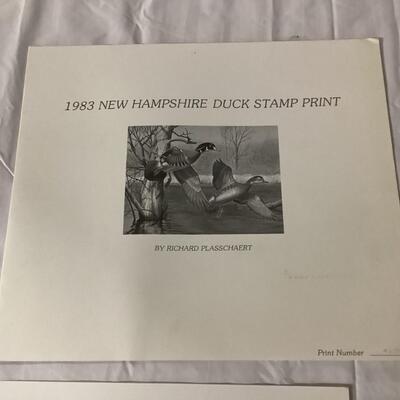 1983 NEW HAMPSHIRE DUCK STAMP PRINT
BY RICHARD PLASSCHAERT
Print Number